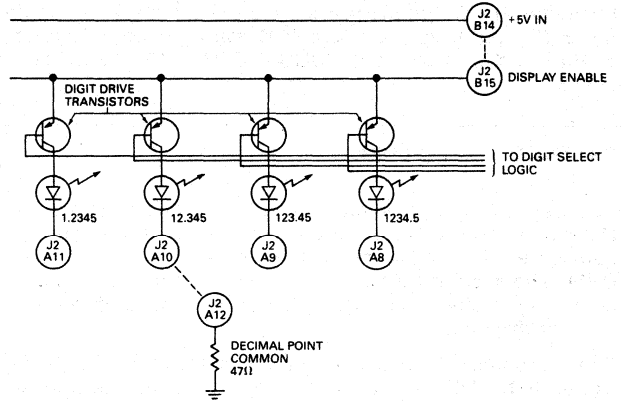 J2
B14
+5V IN
J2
B15
DISPLAY ENABLE
DIGIT DRIVE
TRANSISTORS
TO DIGIT SELECT
LOGIC
1.2345
12.345
123.45
1234.5
J2
A11
J2
A10
J2
A9
J2
A8
J2
A12
DECIMAL POINT
COMMON
47Ω